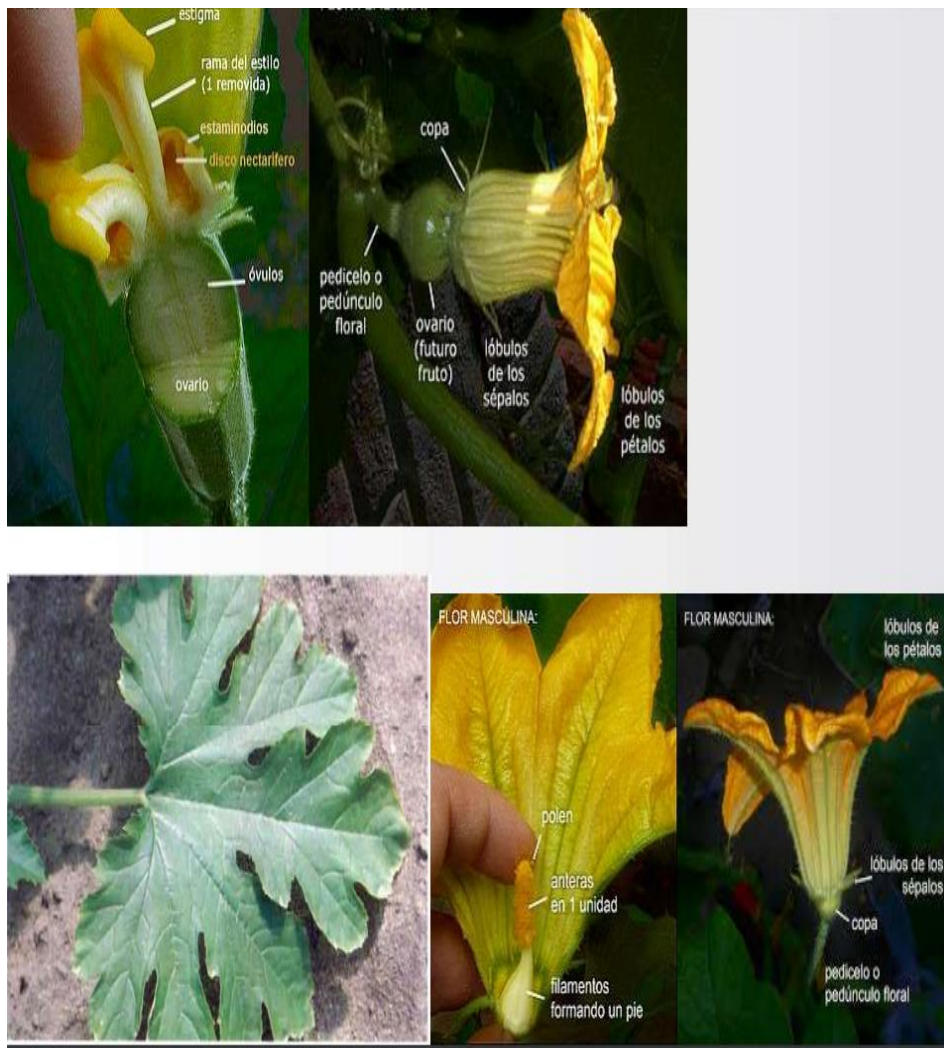 estigma
rama del estilo
(1 removida)
estaminodios
disco nectarífero
óvulos
ovario
copa
pedicelo o
pedúnculo
floral
ovario
(futuro
fruto)
lóbulos
de los
sépalos
lóbulos
de los
pétalos
FLOR MASCULINA:
polen
anteras
en 1 unidad
filamentos
formando un pie
FLOR MASCULINA:
lóbulos de
los pétalos
lóbulos de los
sépalos
copa
pedicelo o
pedúnculo floral